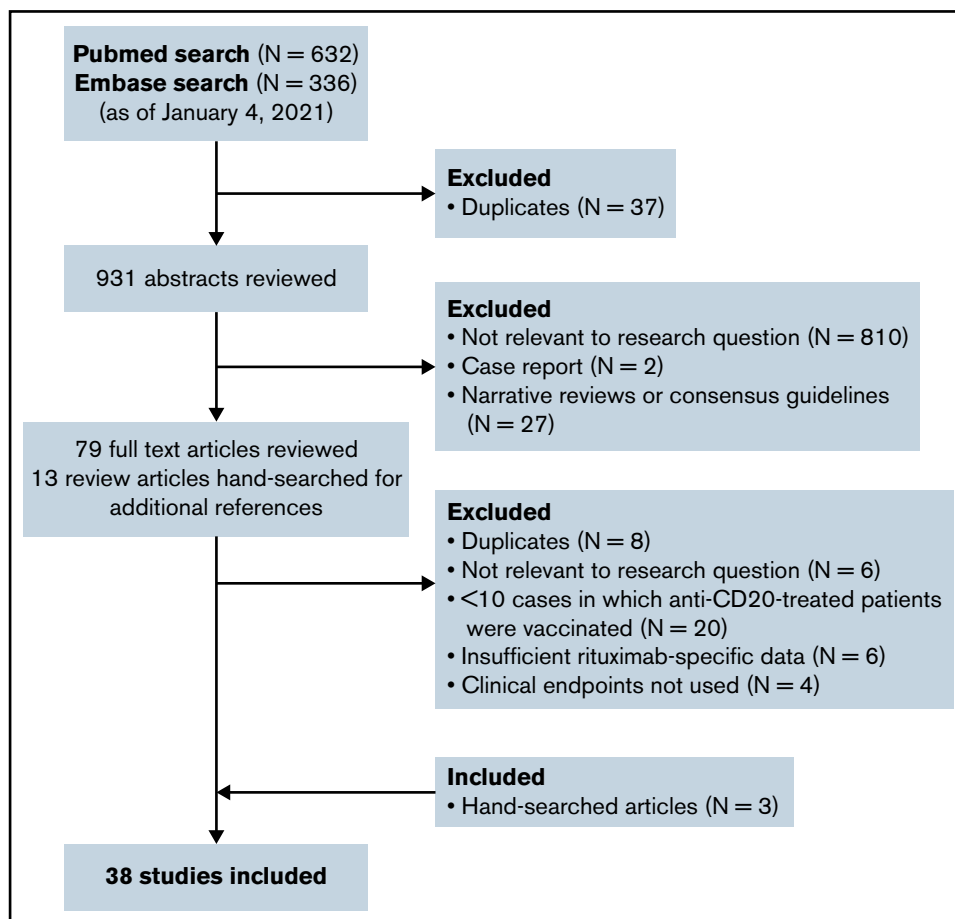 Pubmed search (N = 632)
Embase search (N = 336)
(as of January 4, 2021)
Excluded
• Duplicates (N = 37)
931 abstracts reviewed
Excluded
• Not relevant to research question (N = 810)
• Case report (N = 2)
• Narrative reviews or consensus guidelines
(N = 27)
79 full text articles reviewed
13 review articles hand-searched for
additional references
Excluded
• Duplicates (N = 8)
• Not relevant to research question (N = 6)
• <10 cases in which anti-CD20-treated patients
were vaccinated (N = 20)
• Insufficient rituximab-specific data (N = 6)
• Clinical endpoints not used (N = 4)
Included
• Hand-searched articles (N = 3)
38 studies included